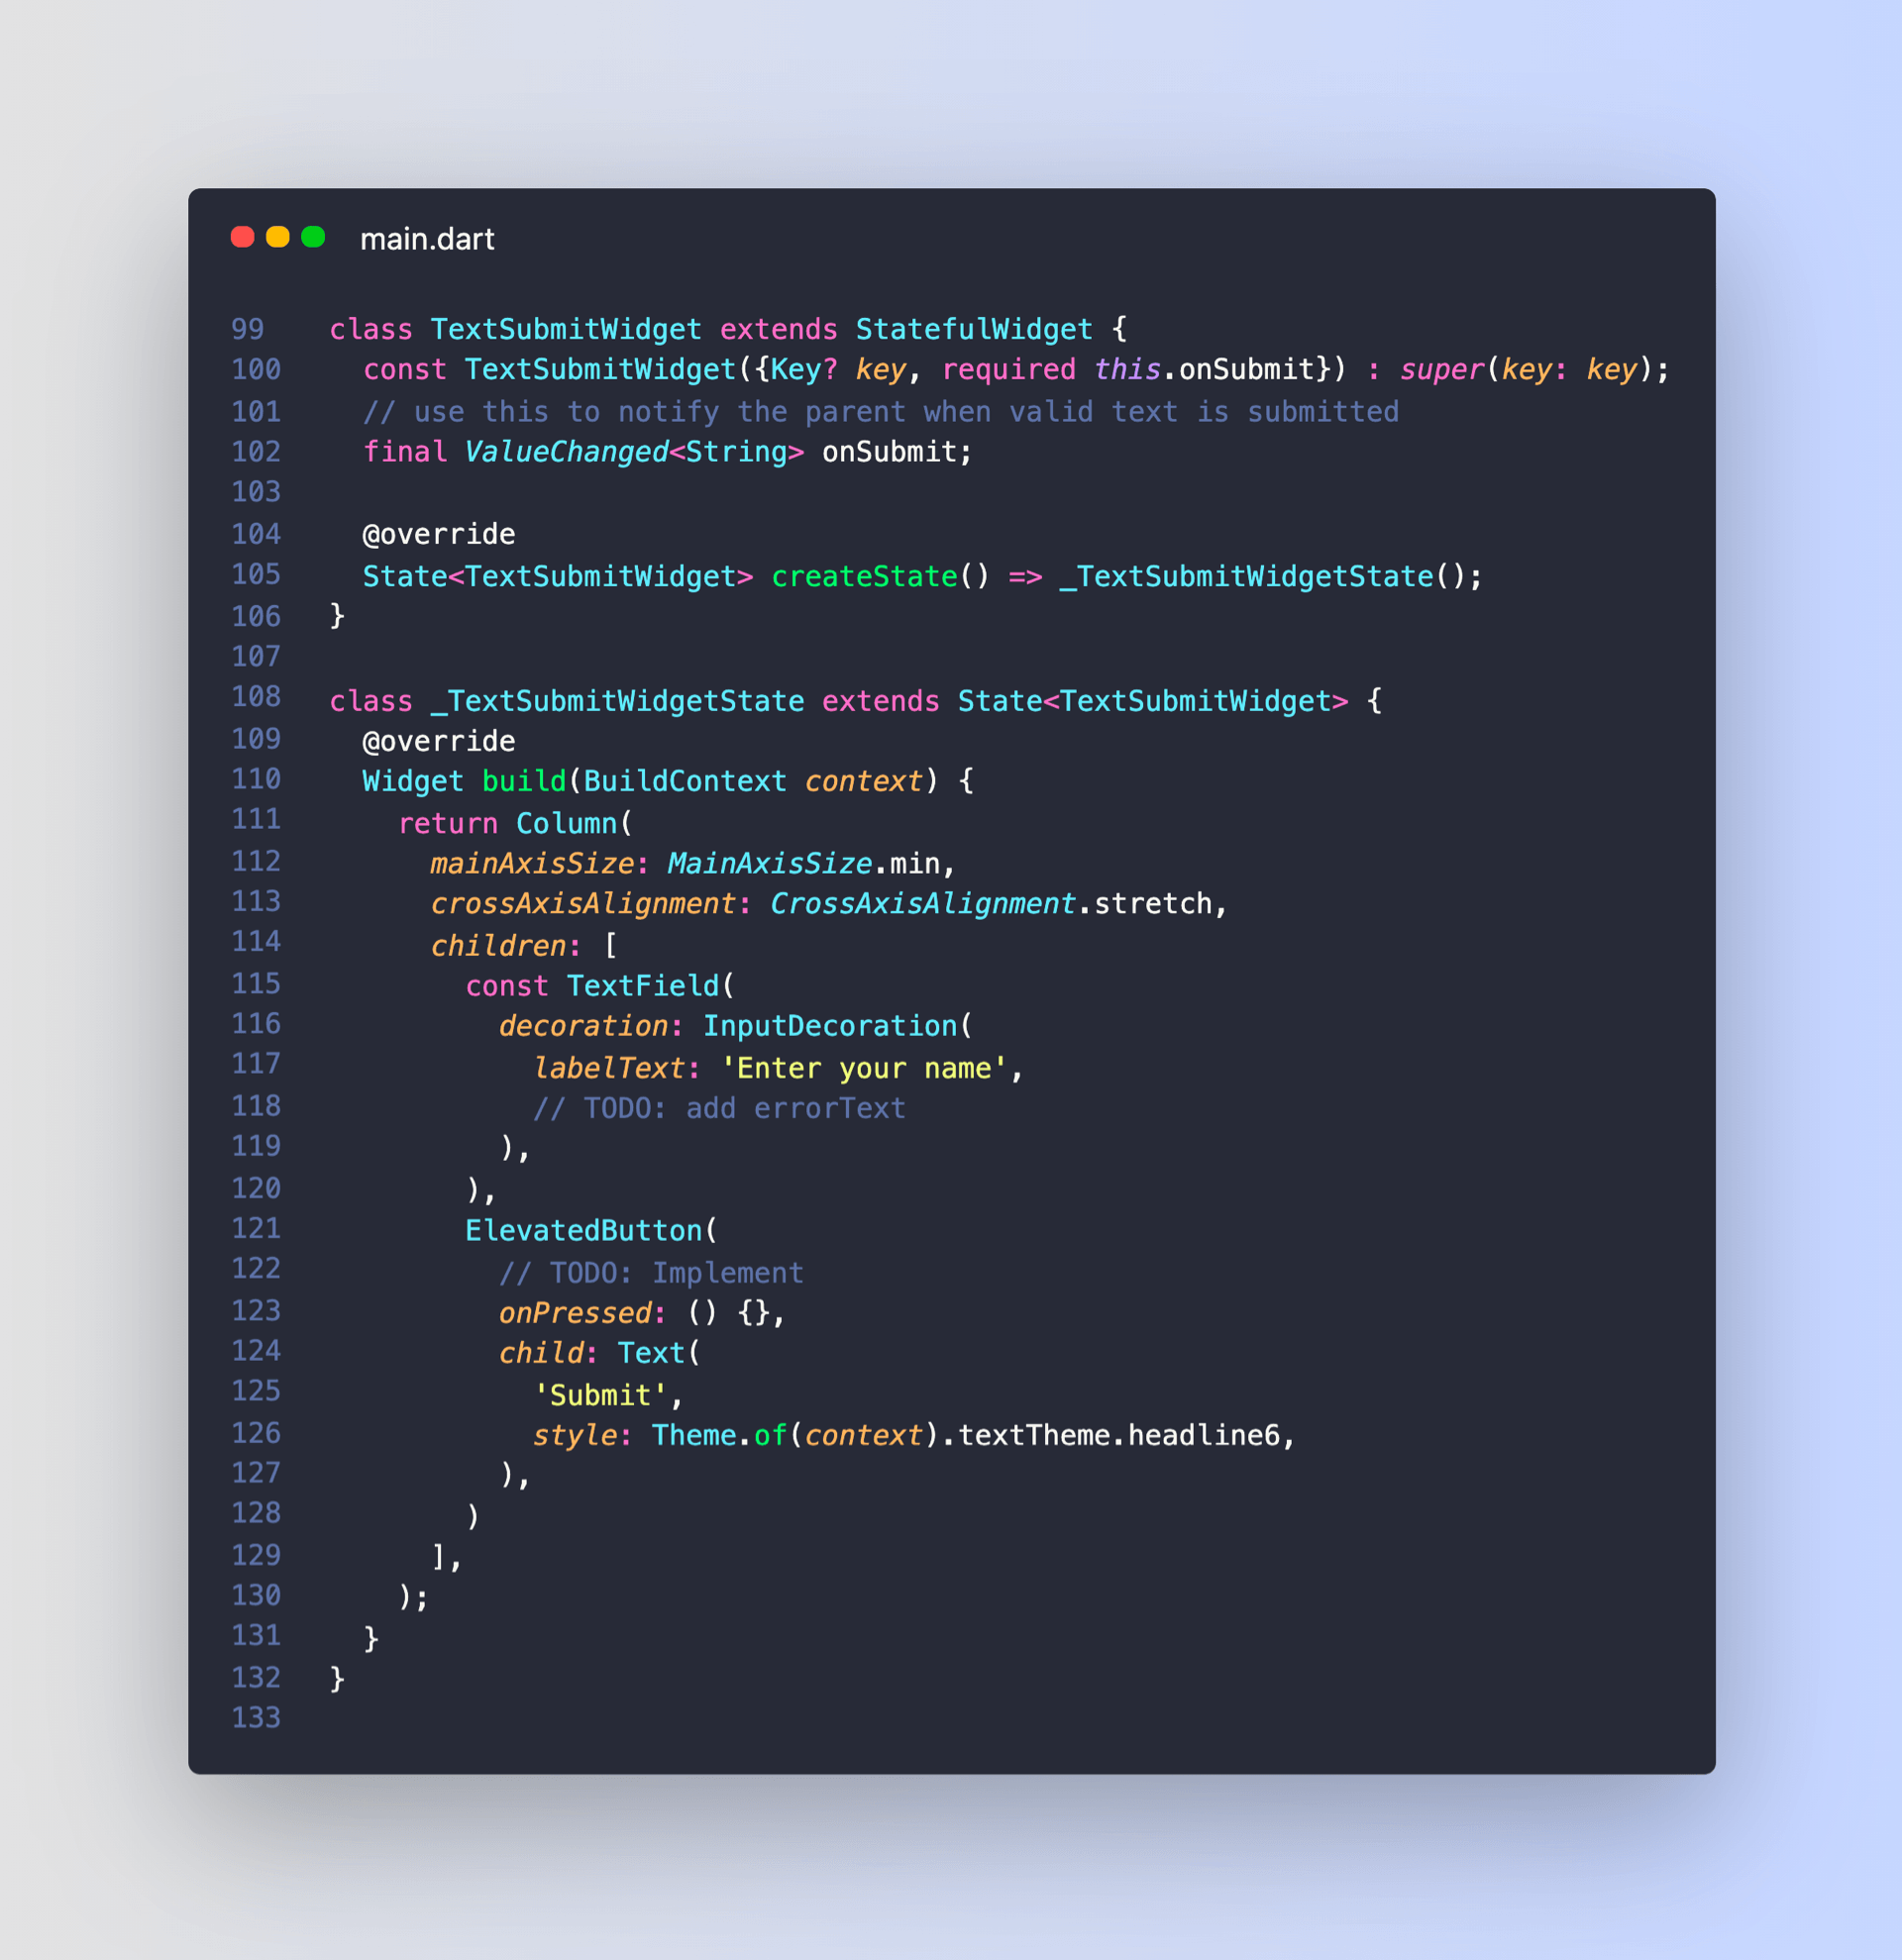 main.dart
99 class TextSubmitWidget extends StatefulWidget {
100 const TextSubmitWidget({Key? key, required this.onSubmit}) : super(key: key);
101 // use this to notify the parent when valid text is submitted
102 final ValueChanged<String> onSubmit;
103
104 @override
105 State<TextSubmitWidget> createState() => _TextSubmitWidgetState();
106 }
107
108 class _TextSubmitWidgetState extends State<TextSubmitWidget> {
109 @override
110 Widget build(BuildContext context) {
111 return Column(
112 mainAxisSize: MainAxisSize.min,
113 crossAxisAlignment: CrossAxisAlignment.stretch,
114 children: [
115 const TextField(
116 decoration: InputDecoration(
117 labelText: 'Enter your name',
118 // TODO: add errorText
119 ),
120 ),
121 ElevatedButton(
122 // TODO: Implement
123 onPressed: () {},
124 child: Text(
125 'Submit',
126 style: Theme.of(context).textTheme.headline6,
127 ),
128 )
129 ],
130 );
131 }
132 }
133